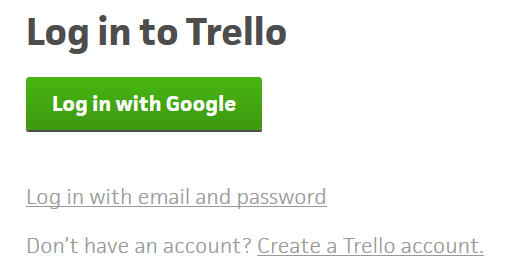 Log in to Trello
Log in with Google
Log in with email and password
Don't have an account? Create a Trello account.